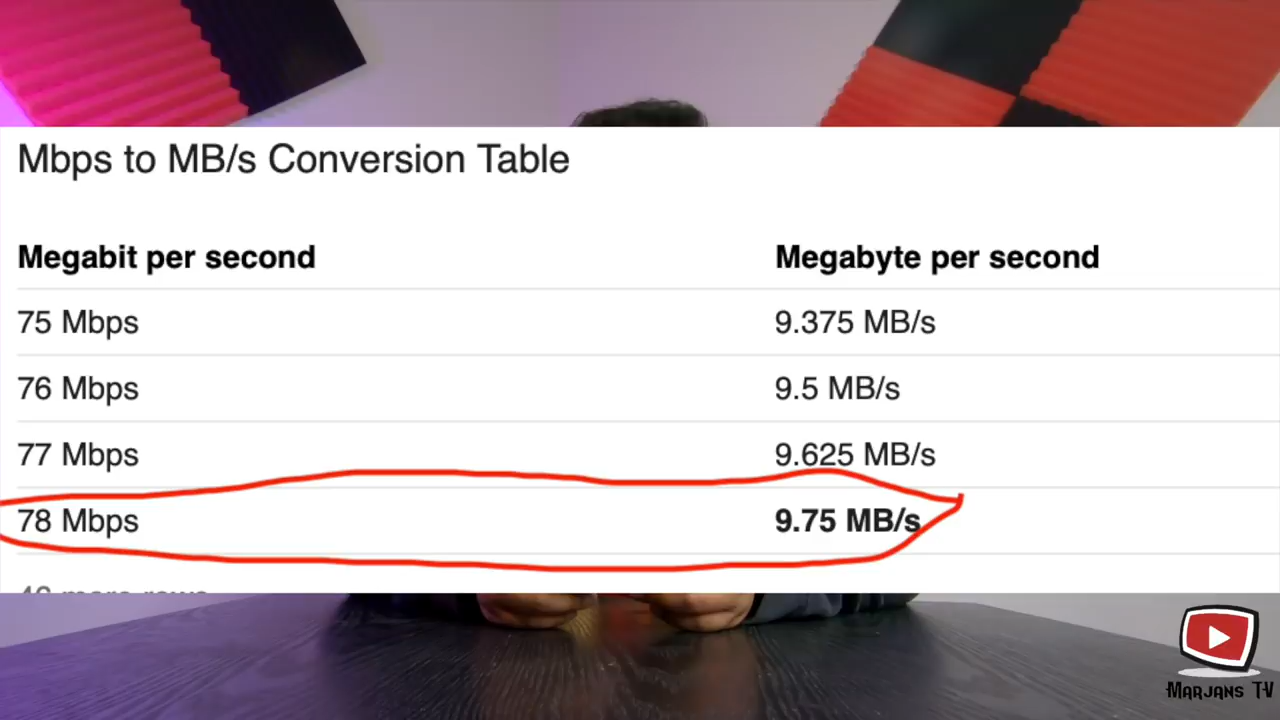 Mbps to MB/s Conversion Table
Megabit per second Megabyte per second
75 Mbps 9.375 MB/s
76 Mbps 9.5 MB/s
77 Mbps 9.625 MB/s
78 Mbps 9.75 MB/s
MARJANS TV